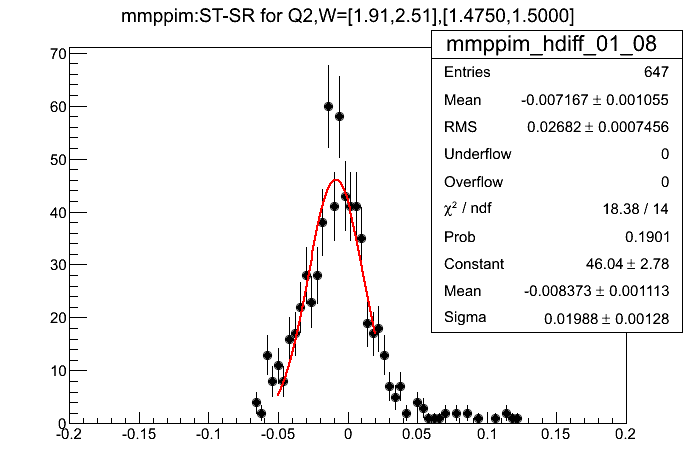 mmppim:ST-SR for Q2,W=[1.91,2.51],[1.4750,1.5000]
mmppim_hdiff_01_08
Entries 647
Mean -0.007167 ± 0.001055
RMS 0.02682 ± 0.0007456
Underflow 0
Overflow 0
χ² / ndf 18.38 / 14
Prob 0.1901
Constant 46.04 ± 2.78
Mean -0.008373 ± 0.001113
Sigma 0.01988 ± 0.00128
70
60
50
40
30
20
10
0
-0.2 -0.15 -0.1 -0.05 0 0.05 0.1 0.15 0.2